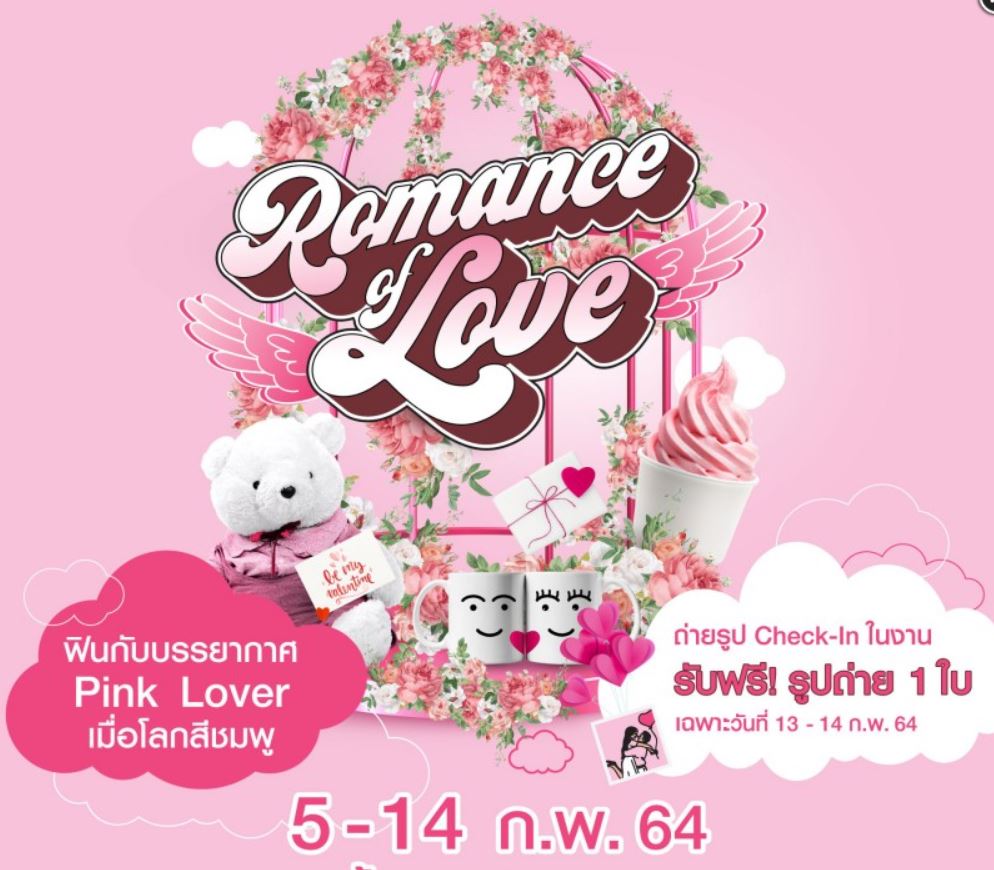 Romance
of
Love
be my
valentine
ฟินกับบรรยากาศ
Pink Lover
เมื่อโลกสีชมพู
ถ่ายรูป Check-In ในงาน
รับฟรี! รูปถ่าย 1 ใบ
เฉพาะวันที่ 13 - 14 ก.พ. 64
5-14 ก.พ. 64